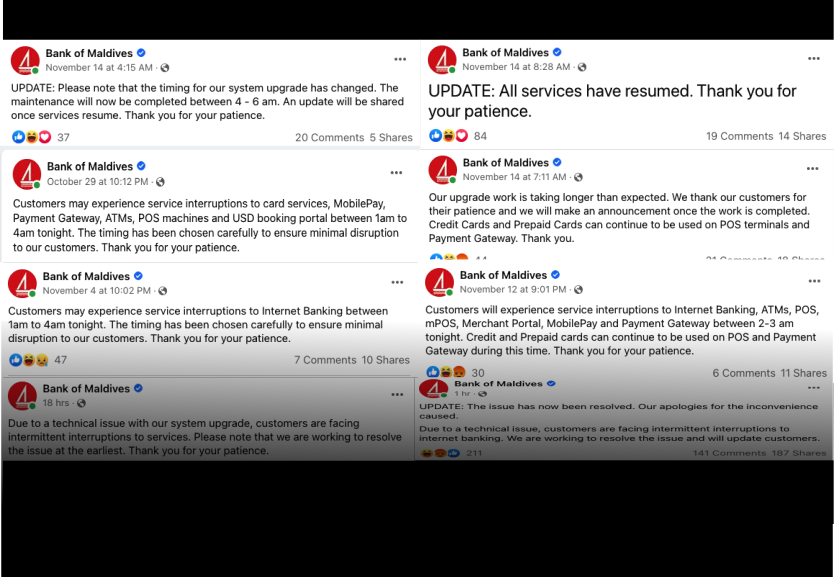 Bank of Maldives
November 14 at 4:15 AM ·
UPDATE: Please note that the timing for our system upgrade has changed. The
maintenance will now be completed between 4 - 6 am. An update will be shared
once services resume. Thank you for your patience.
37
20 Comments 5 Shares
Bank of Maldives
October 29 at 10:12 PM ·
Customers may experience service interruptions to card services, MobilePay,
Payment Gateway, ATMs, POS machines and USD booking portal between 1am to
4am tonight. The timing has been chosen carefully to ensure minimal disruption
to our customers. Thank you for your patience.
Bank of Maldives
November 4 at 10:02 PM ·
Customers may experience service interruptions to Internet Banking between
1am to 4am tonight. The timing has been chosen carefully to ensure minimal
disruption to our customers. Thank you for your patience.
47
7 Comments 10 Shares
Bank of Maldives
18 hrs ·
Due to a technical issue with our system upgrade, customers are facing
intermittent interruptions to services. Please note that we are working to resolve
the issue at the earliest. Thank you for your patience.
Bank of Maldives
November 14 at 8:28 AM ·
UPDATE: All services have resumed. Thank you for
your patience.
84
19 Comments 14 Shares
Bank of Maldives
November 14 at 7:11 AM ·
Our upgrade work is taking longer than expected. We thank our customers for
their patience and we will make an announcement once the work is completed.
Credit Cards and Prepaid Cards can continue to be used on POS terminals and
Payment Gateway. Thank you.
Bank of Maldives
November 12 at 9:01 PM ·
Customers will experience service interruptions to Internet Banking, ATMs, POS,
mPOS, Merchant Portal, MobilePay and Payment Gateway between 2-3 am
tonight. Credit and Prepaid cards can continue to be used on POS and Payment
Gateway during this time. Thank you for your patience.
30
6 Comments 11 Shares
Bank of Maldives
1 hr ·
UPDATE: The issue has now been resolved. Our apologies for the inconvenience
caused.
Due to a technical issue, customers are facing intermittent interruptions to
internet banking. We are working to resolve the issue and will update customers.
211
141 Comments 187 Shares